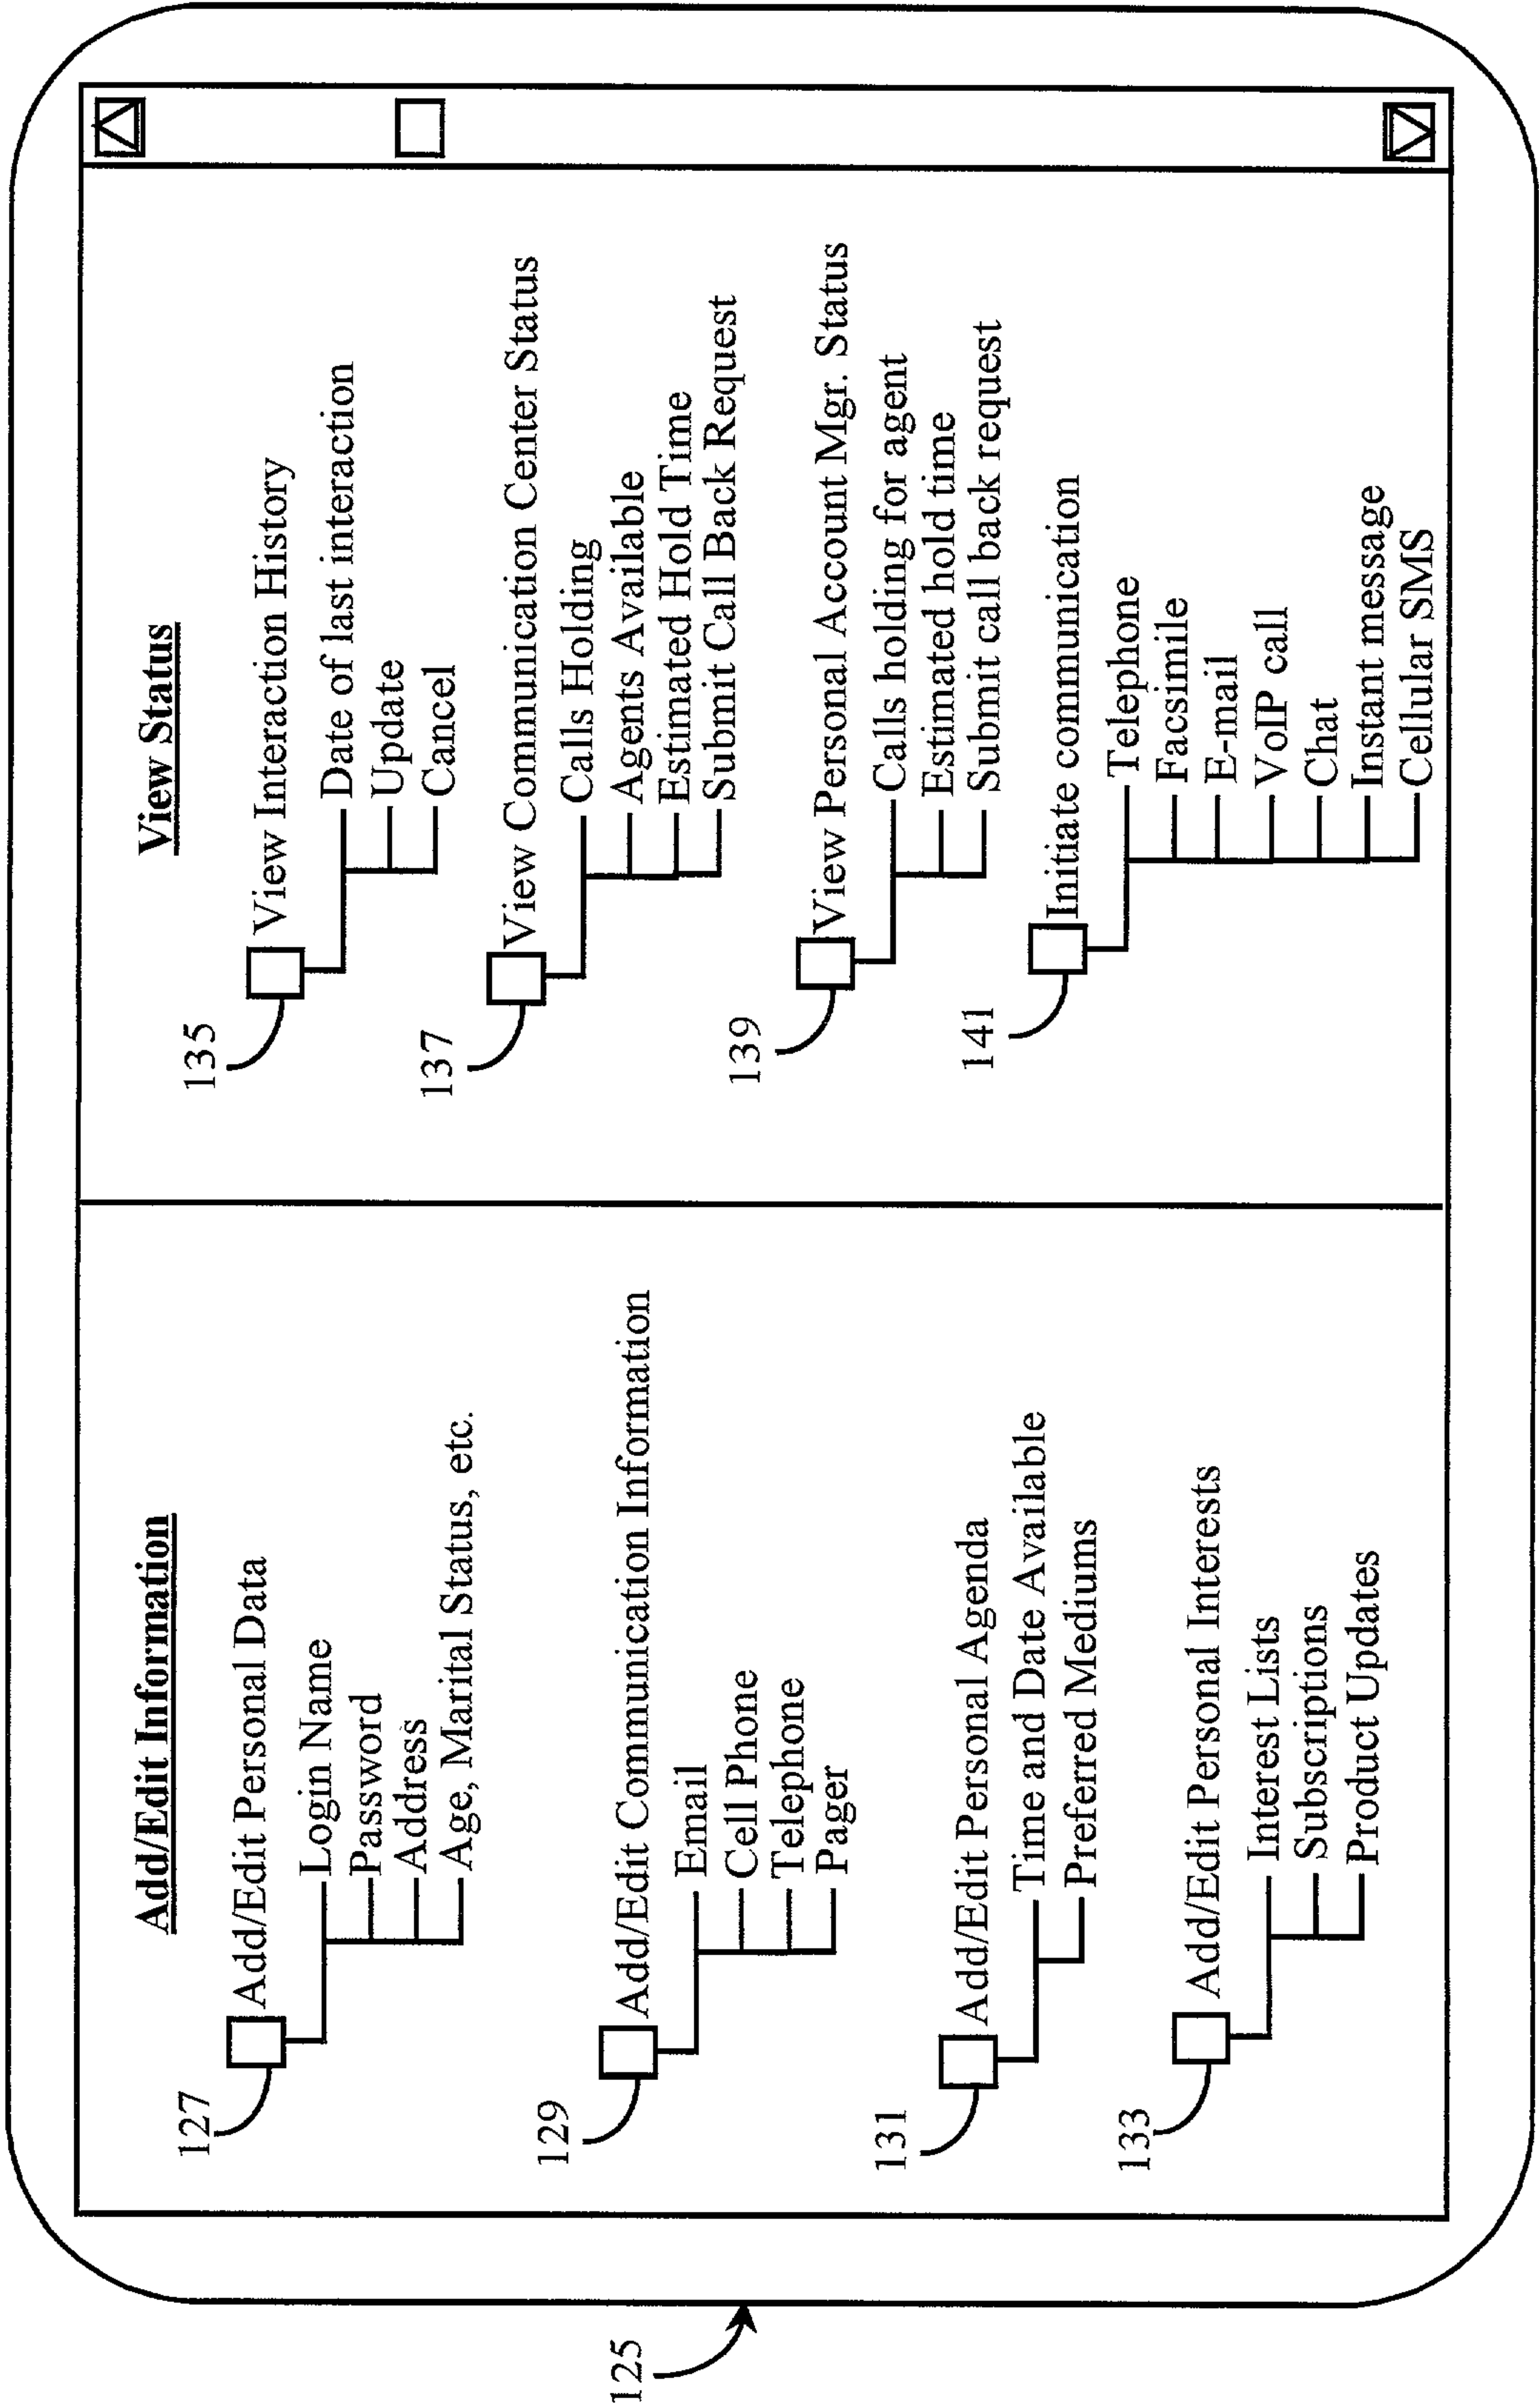 125
Add/Edit Information
127
Add/Edit Personal Data
Login Name
Password
Address
Age, Marital Status, etc.
129
Add/Edit Communication Information
Email
Cell Phone
Telephone
Pager
131
Add/Edit Personal Agenda
Time and Date Available
Preferred Mediums
133
Add/Edit Personal Interests
Interest Lists
Subscriptions
Product Updates
View Status
135
View Interaction History
Date of last interaction
Update
Cancel
137
View Communication Center Status
Calls Holding
Agents Available
Estimated Hold Time
Submit Call Back Request
139
View Personal Account Mgr. Status
Calls holding for agent
Estimated hold time
Submit call back request
141
Initiate communication
Telephone
Facsimile
E-mail
VoIP call
Chat
Instant message
Cellular SMS